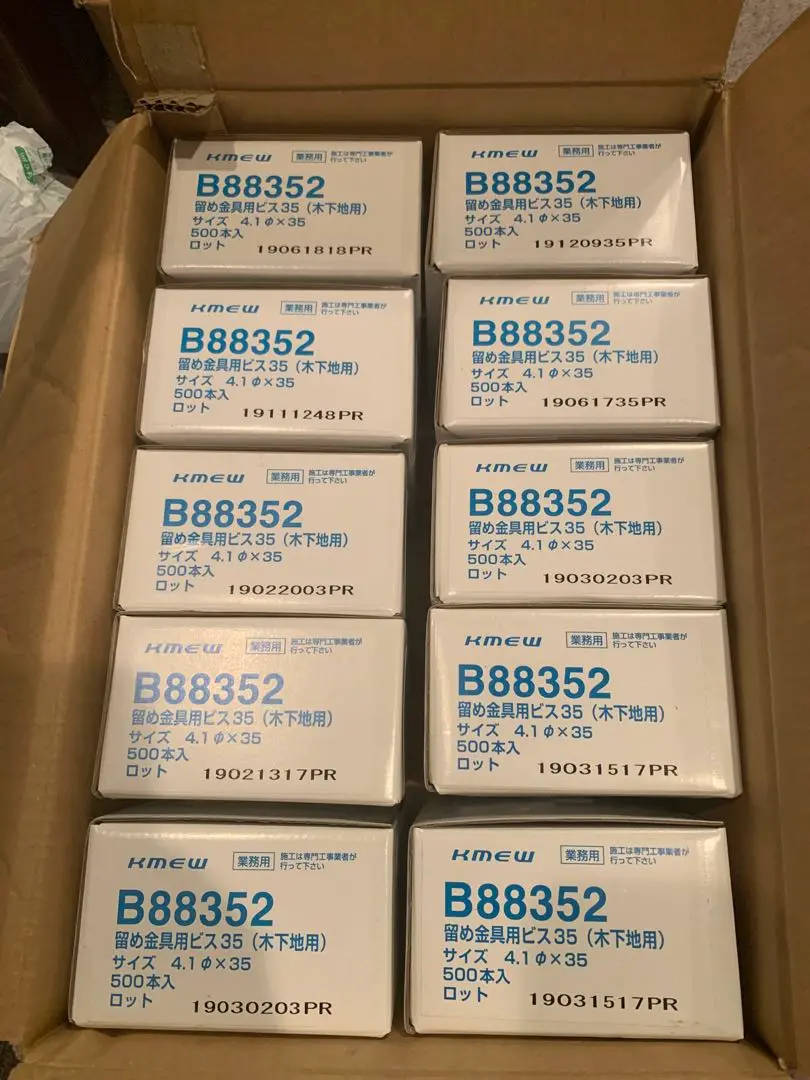 KMEW 業務用 施工は専門工事業者が
行って下さい
B88352
留め金具用ビス35（木下地用）
サイズ 4.1φ×35
500本入
ロット 19061818PR
KMEW 業務用 施工は専門工事業者が
行って下さい
B88352
留め金具用ビス35（木下地用）
サイズ 4.1φ×35
500本入
ロット 19120935PR
KMEW 業務用 施工は専門工事業者が
行って下さい
B88352
留め金具用ビス35（木下地用）
サイズ 4.1φ×35
500本入
ロット 19111248PR
KMEW 業務用 施工は専門工事業者が
行って下さい
B88352
留め金具用ビス35（木下地用）
サイズ 4.1φ×35
500本入
ロット 19061735PR
KMEW 業務用 施工は専門工事業者が
行って下さい
B88352
留め金具用ビス35（木下地用）
サイズ 4.1φ×35
500本入
ロット 19022003PR
KMEW 業務用 施工は専門工事業者が
行って下さい
B88352
留め金具用ビス35（木下地用）
サイズ 4.1φ×35
500本入
ロット 19030203PR
KMEW 業務用 施工は専門工事業者が
行って下さい
B88352
留め金具用ビス35（木下地用）
サイズ 4.1φ×35
500本入
ロット 19021317PR
KMEW 業務用 施工は専門工事業者が
行って下さい
B88352
留め金具用ビス35（木下地用）
サイズ 4.1φ×35
500本入
ロット 19031517PR
KMEW 業務用 施工は専門工事業者が
行って下さい
B88352
留め金具用ビス35（木下地用）
サイズ 4.1φ×35
500本入
ロット 19030203PR
KMEW 業務用 施工は専門工事業者が
行って下さい
B88352
留め金具用ビス35（木下地用）
サイズ 4.1φ×35
500本入
ロット 19031517PR